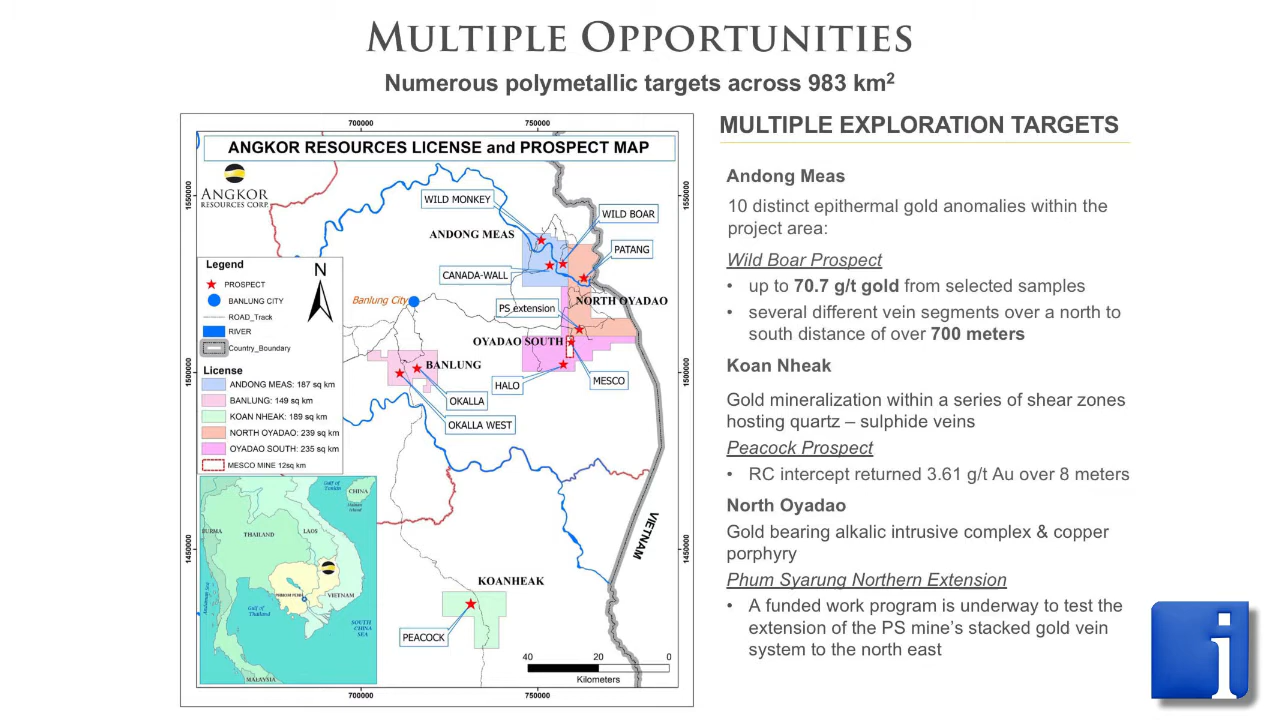 MULTIPLE OPPORTUNITIES
Numerous polymetallic targets across 983 km²
700000
750000
ANGKOR RESOURCES LICENSE and PROSPECT MAP
ANGKOR
RESOURCES CORP.
1550000
1550000
WILD MONKEY
WILD BOAR
ANDONG MEAS
PATANG
CANADA-WALL
Legend
PROSPECT
BANLUNG CITY
ROAD_Track
RIVER
Country_Boundary
N
Banlung City
NORTH OYADAO
PS_extension
OYADAO SOUTH
BANLUNG
HALO
MESCO
OKALLA
OKALLA WEST
1500000
1500000
License
ANDONG MEAS: 187 sq km
BANLUNG: 149 sq km
KOAN NHEAK: 189 sq km
NORTH OYADAO: 239 sq km
OYADAO SOUTH: 235 sq km
MESCO MINE 12sq km
CHINA
BURMA
LAOS
THAILAND
VIETNAM
Gulf of
Thailand
SOUTH
CHINA
SEA
MALAYSIA
1450000
1450000
VIETNAM
KOANHEAK
PEACOCK
40
20
0
Kilometers
700000
750000
MULTIPLE EXPLORATION TARGETS
Andong Meas
10 distinct epithermal gold anomalies within the
project area:
Wild Boar Prospect
• up to 70.7 g/t gold from selected samples
• several different vein segments over a north to
south distance of over 700 meters
Koan Nheak
Gold mineralization within a series of shear zones
hosting quartz – sulphide veins
Peacock Prospect
• RC intercept returned 3.61 g/t Au over 8 meters
North Oyadao
Gold bearing alkalic intrusive complex & copper
porphyry
Phum Syarung Northern Extension
• A funded work program is underway to test the
extension of the PS mine's stacked gold vein
system to the north east
i